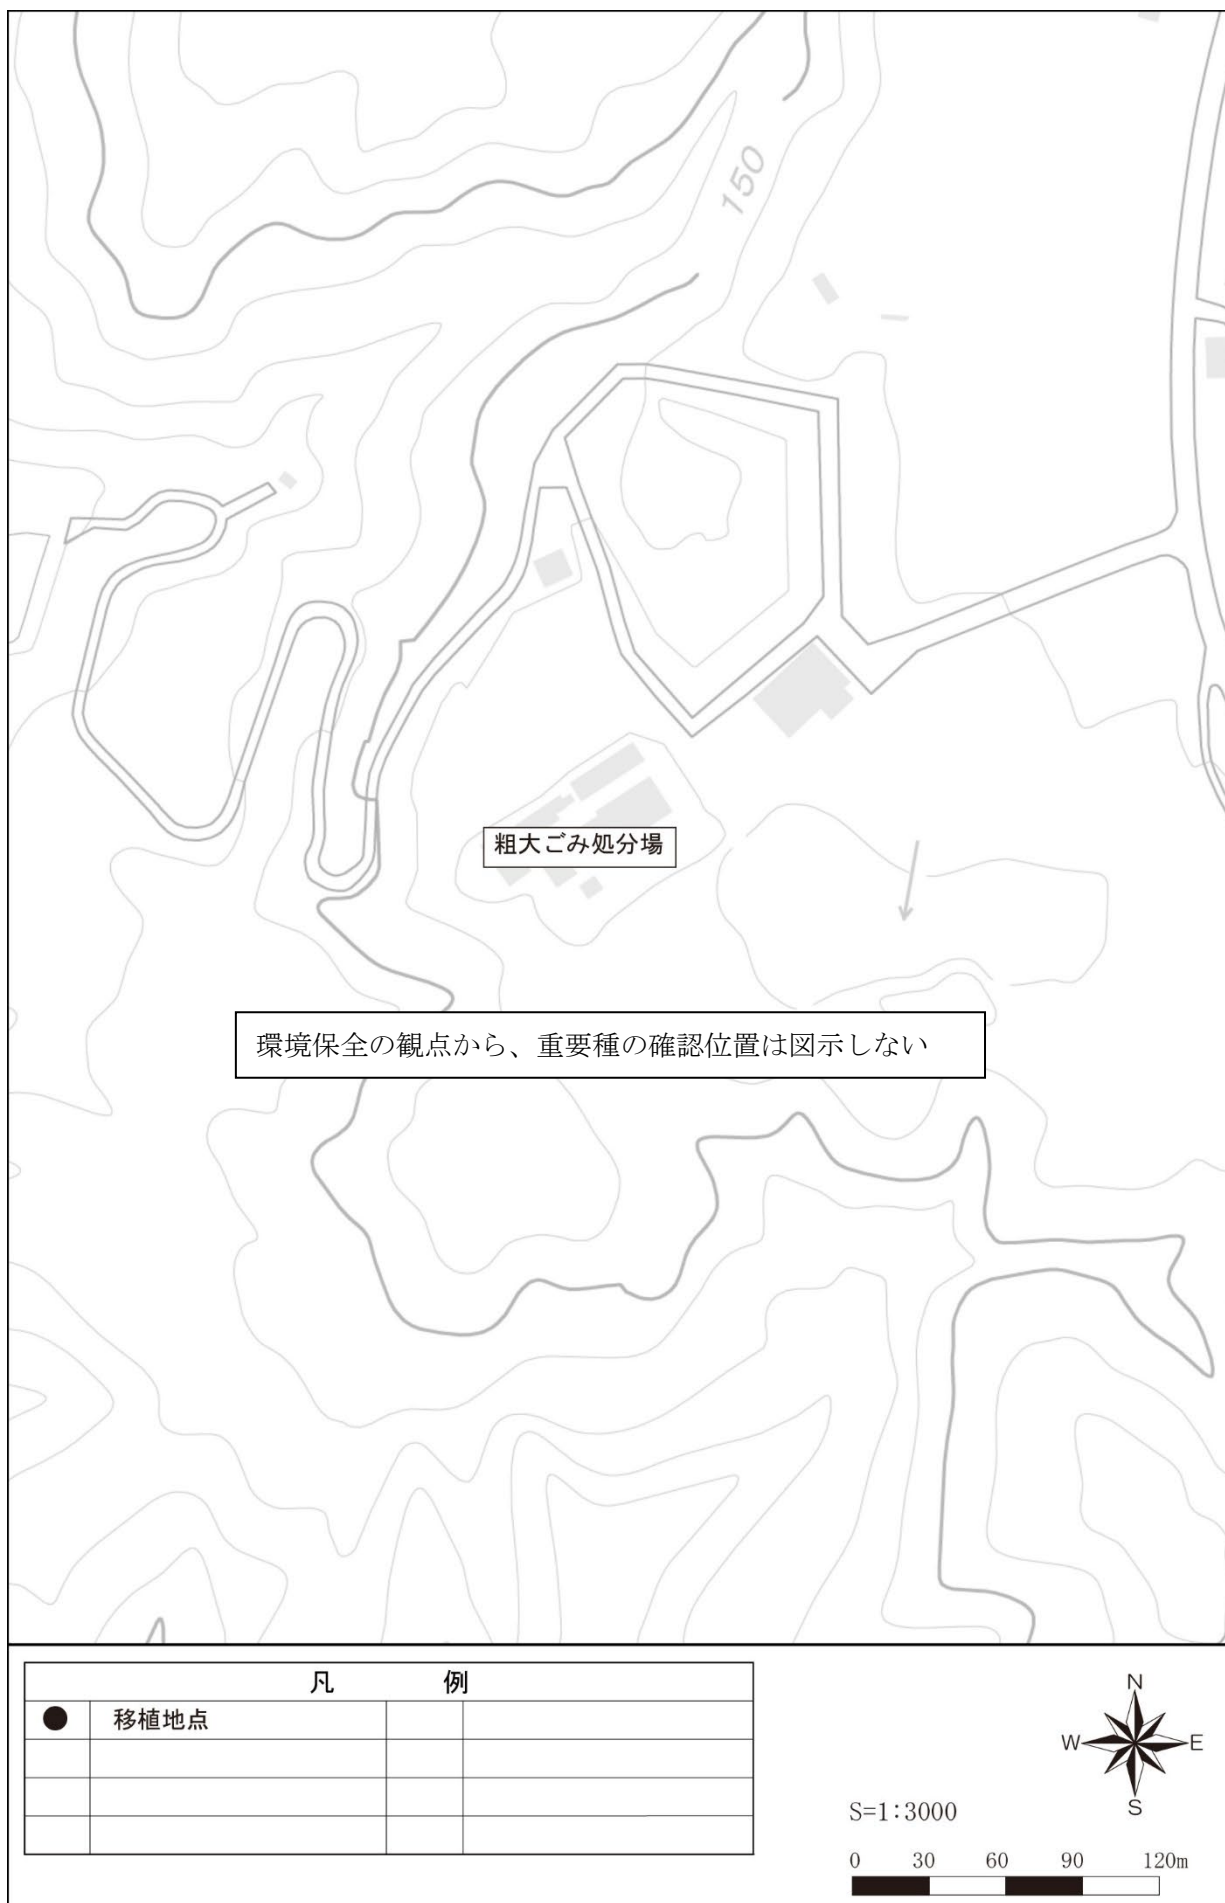 150
粗大ごみ処分場
環境保全の観点から、重要種の確認位置は図示しない
凡 例
● 移植地点
N
W E
S
S=1:3000
0 30 60 90 120m